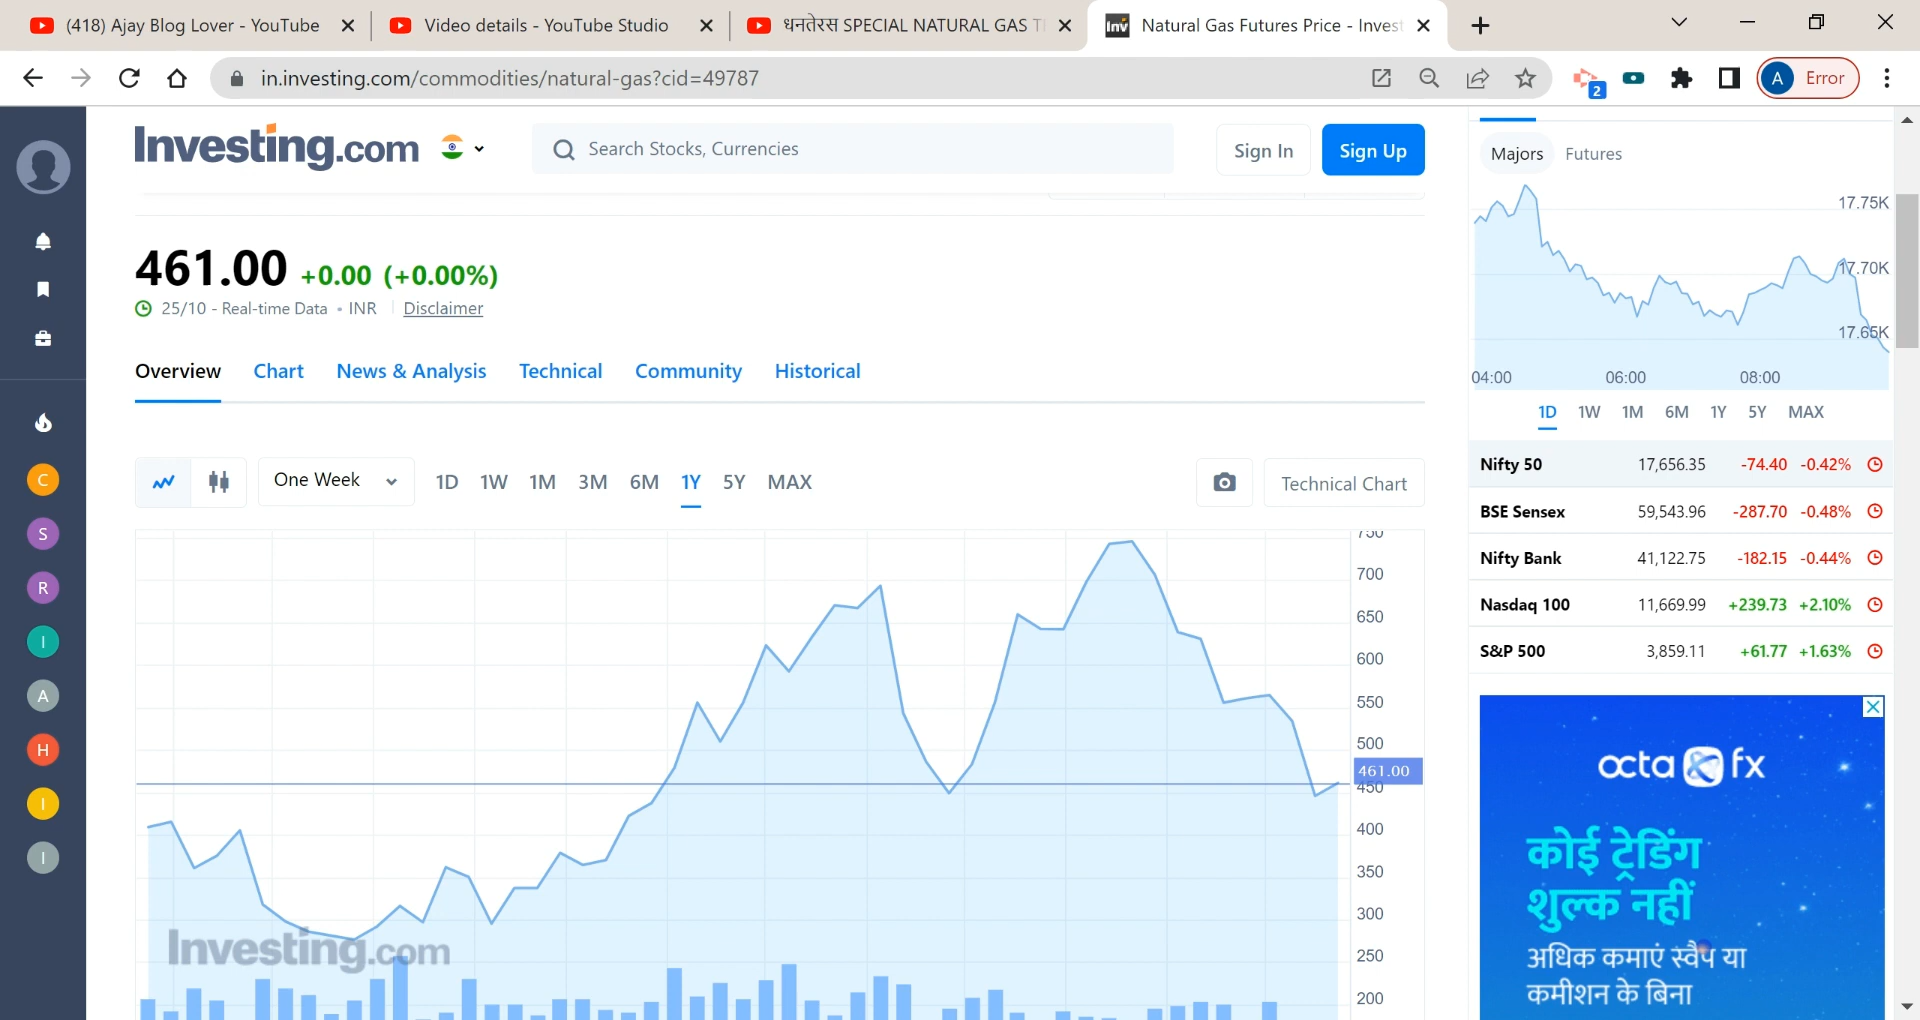 (418) Ajay Blog Lover - YouTube
Video details - YouTube Studio
धनतेरस SPECIAL NATURAL GAS
Natural Gas Futures Price - Invest
in.investing.com/commodities/natural-gas?cid=49787
2
A Error
Investing.com
Search Stocks, Currencies
Sign In
Sign Up
461.00 +0.00 (+0.00%)
25/10 - Real-time Data • INR Disclaimer
Overview Chart News & Analysis Technical Community Historical
One Week 1D 1W 1M 3M 6M 1Y 5Y MAX
Technical Chart
750
700
650
600
550
500
461.00
450
400
350
300
250
200
Investing.com
C
S
R
I
A
H
I
I
Majors Futures
17.75K
17.70K
17.65K
04:00 06:00 08:00
1D 1W 1M 6M 1Y 5Y MAX
Nifty 50 17,656.35 -74.40 -0.42%
BSE Sensex 59,543.96 -287.70 -0.48%
Nifty Bank 41,122.75 -182.15 -0.44%
Nasdaq 100 11,669.99 +239.73 +2.10%
S&P 500 3,859.11 +61.77 +1.63%
octa fx
कोई ट्रेडिंग
शुल्क नहीं
अधिक कमाएं स्वैप या
कमीशन के बिना